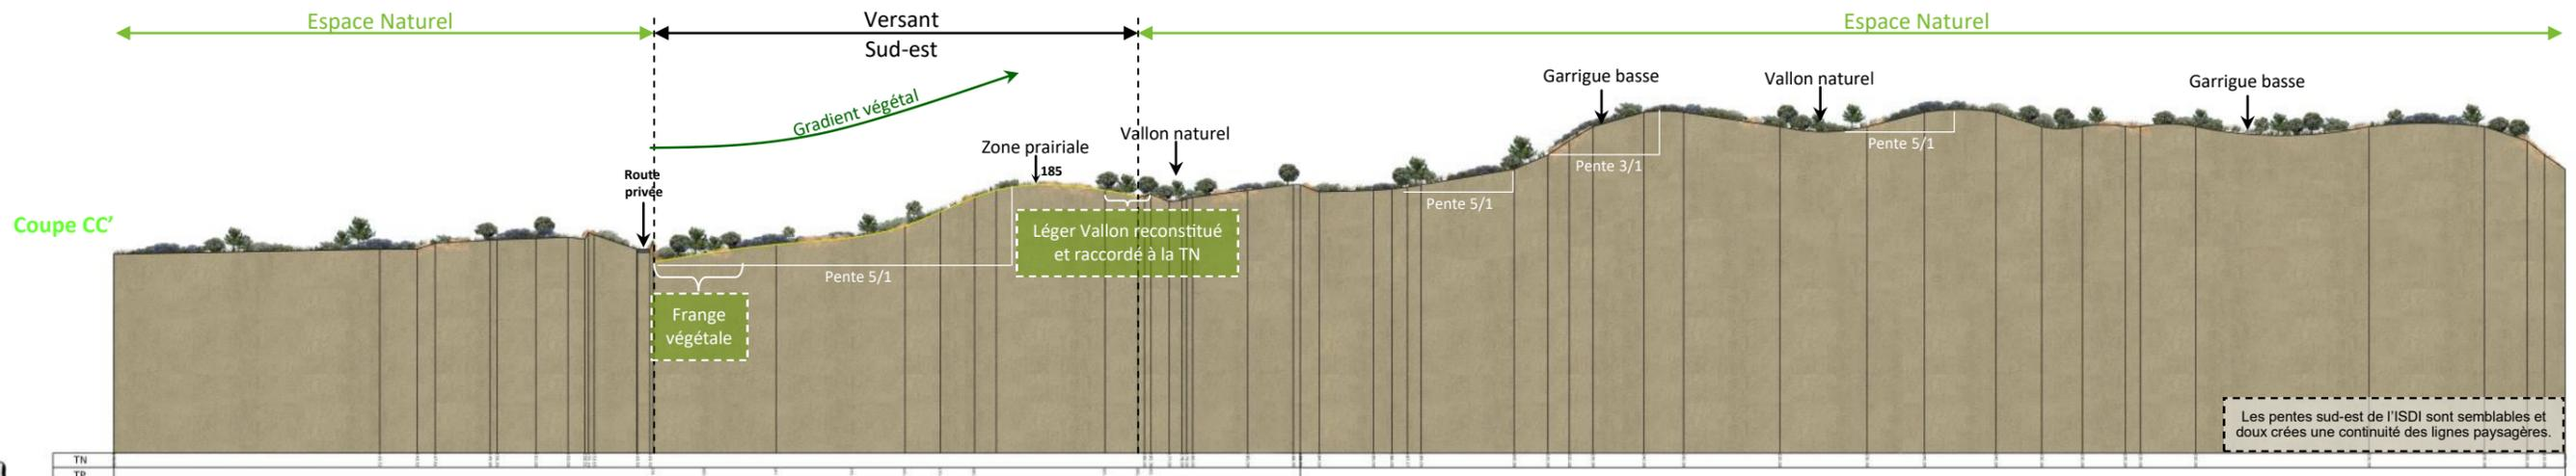 Espace Naturel
Versant
Sud-est
Espace Naturel
Gradient végétal
Garrigue basse
Vallon naturel
Garrigue basse
Zone prairiale
185
Vallon naturel
Route
privée
Coupe CC’
Pente 5/1
Pente 3/1
Pente 5/1
Léger Vallon reconstitué
et raccordé à la TN
Pente 5/1
Frange
végétale
Les pentes sud-est de l’ISDI sont semblables et
doux crées une continuité des lignes paysagères.
TN
TP